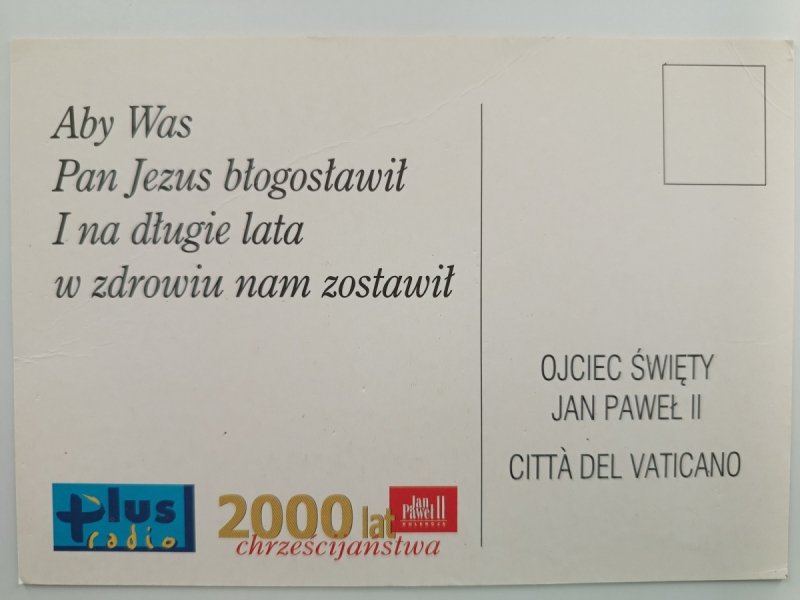 Aby Was
Pan Jezus błogosławił
I na długie lata
w zdrowiu nam zostawił
OJCIEC ŚWIĘTY
JAN PAWEŁ II
CITTÀ DEL VATICANO
plus
radio
2000 lat
chrześcijaństwa
Jan
Paweł II
KOLEKCJA